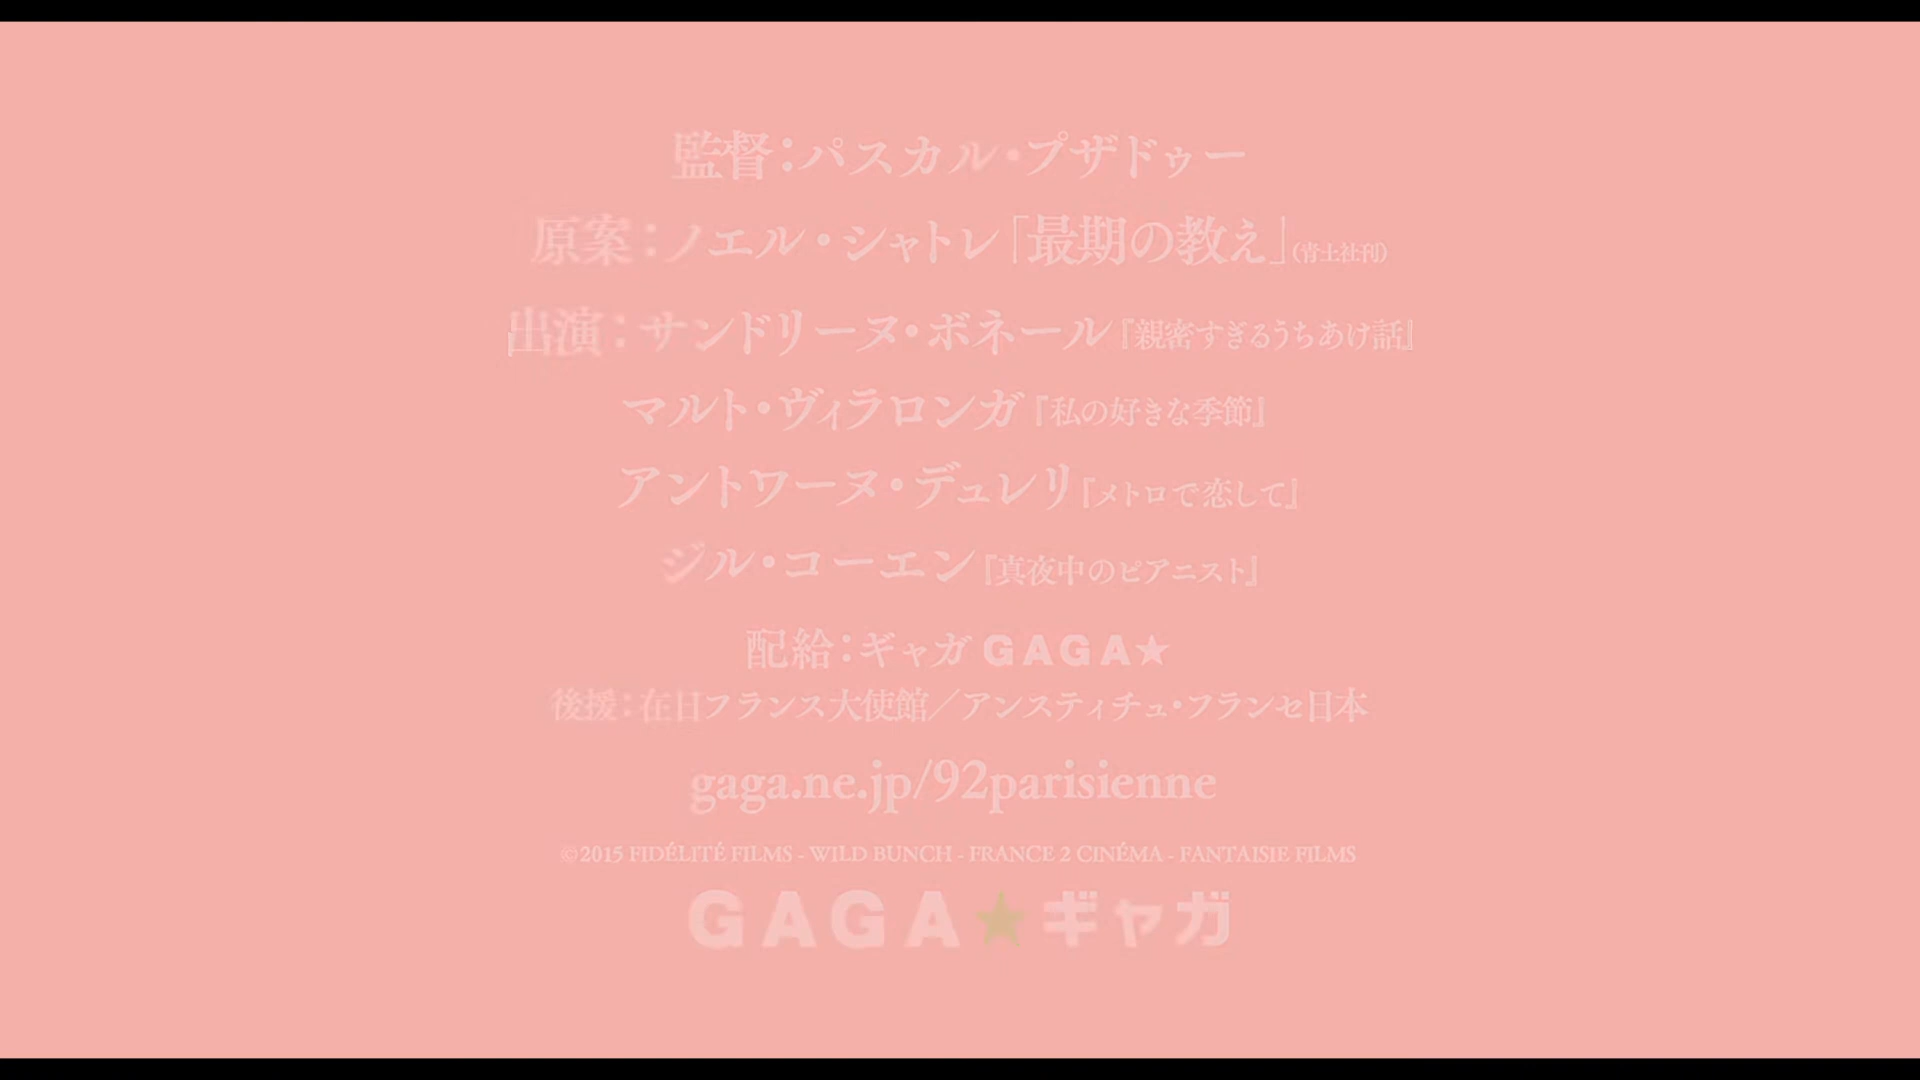 監督：パスカル・プザドゥー
原案：ノエル・シャトレ「最期の教え」（青土社刊）
出演：サンドリーヌ・ボネール『親密すぎるうちあけ話』
マルト・ヴィラロンガ『私の好きな季節』
アントワーヌ・デュレリ『メトロで恋して』
ジル・コーエン『真夜中のピアニスト』
配給：ギャガ GAGA★
後援：在日フランス大使館／アンスティチュ・フランセ日本
gaga.ne.jp/92parisienne
©2015 FIDÉLITÉ FILMS - WILD BUNCH - FRANCE 2 CINÉMA - FANTAISIE FILMS
GAGA★ギャガ